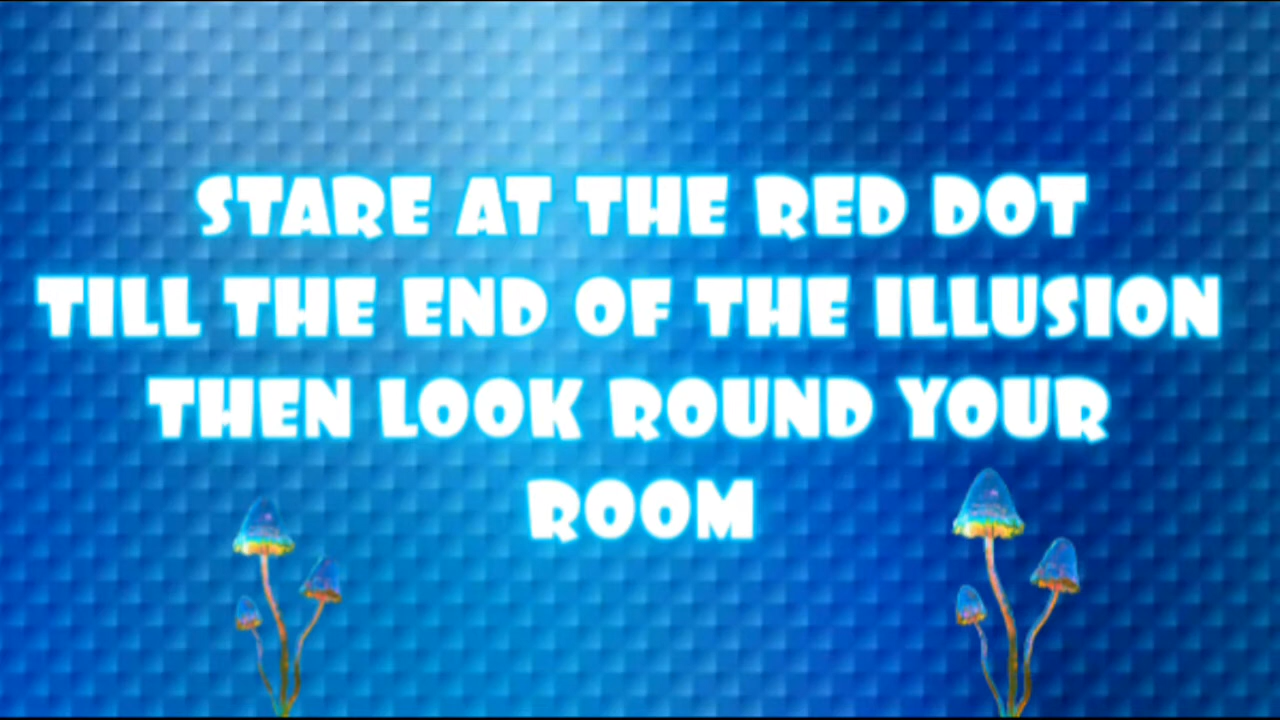 STARE AT THE RED DOT
TILL THE END OF THE ILLUSION
THEN LOOK ROUND YOUR
ROOM